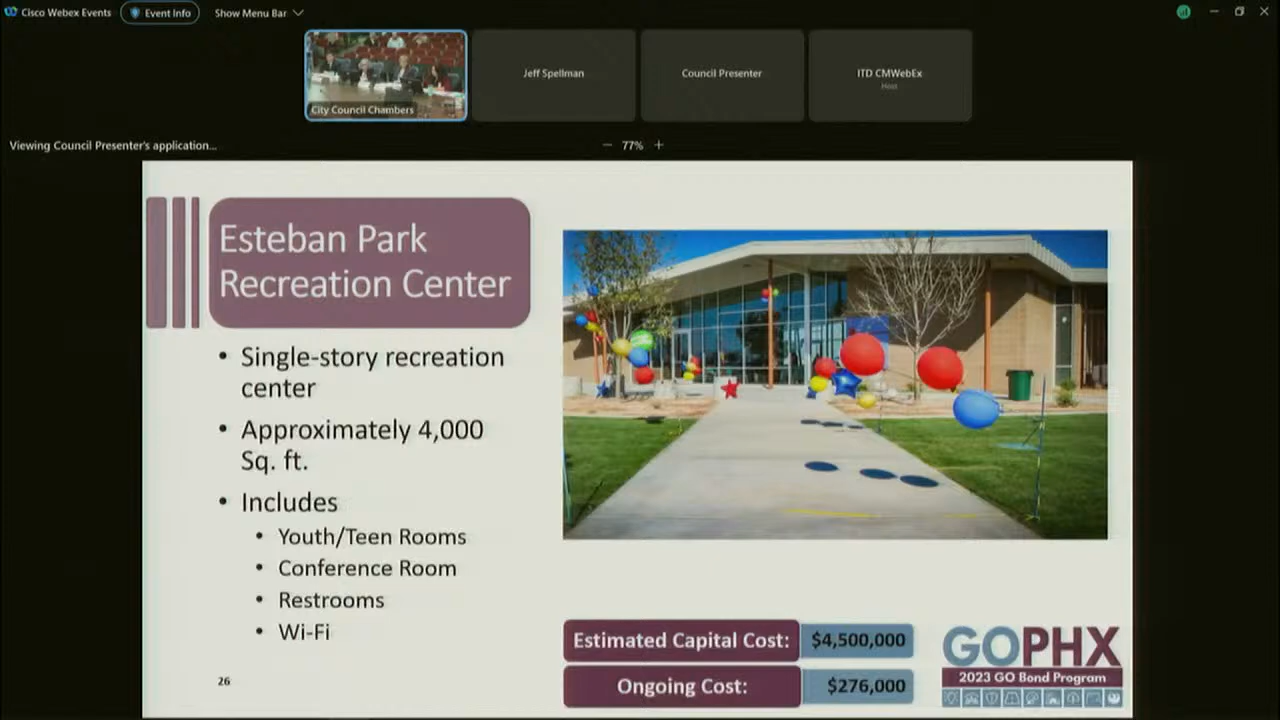 Cisco Webex Events
Event Info
Show Menu Bar
City Council Chambers
Jeff Spellman
Council Presenter
ITD CMWebEx
Host
Viewing Council Presenter's application...
77%
Esteban Park
Recreation Center
• Single-story recreation
center
• Approximately 4,000
Sq. ft.
• Includes
• Youth/Teen Rooms
• Conference Room
• Restrooms
• Wi-Fi
Estimated Capital Cost: $4,500,000
Ongoing Cost: $276,000
GOPHX
2023 GO Bond Program
26